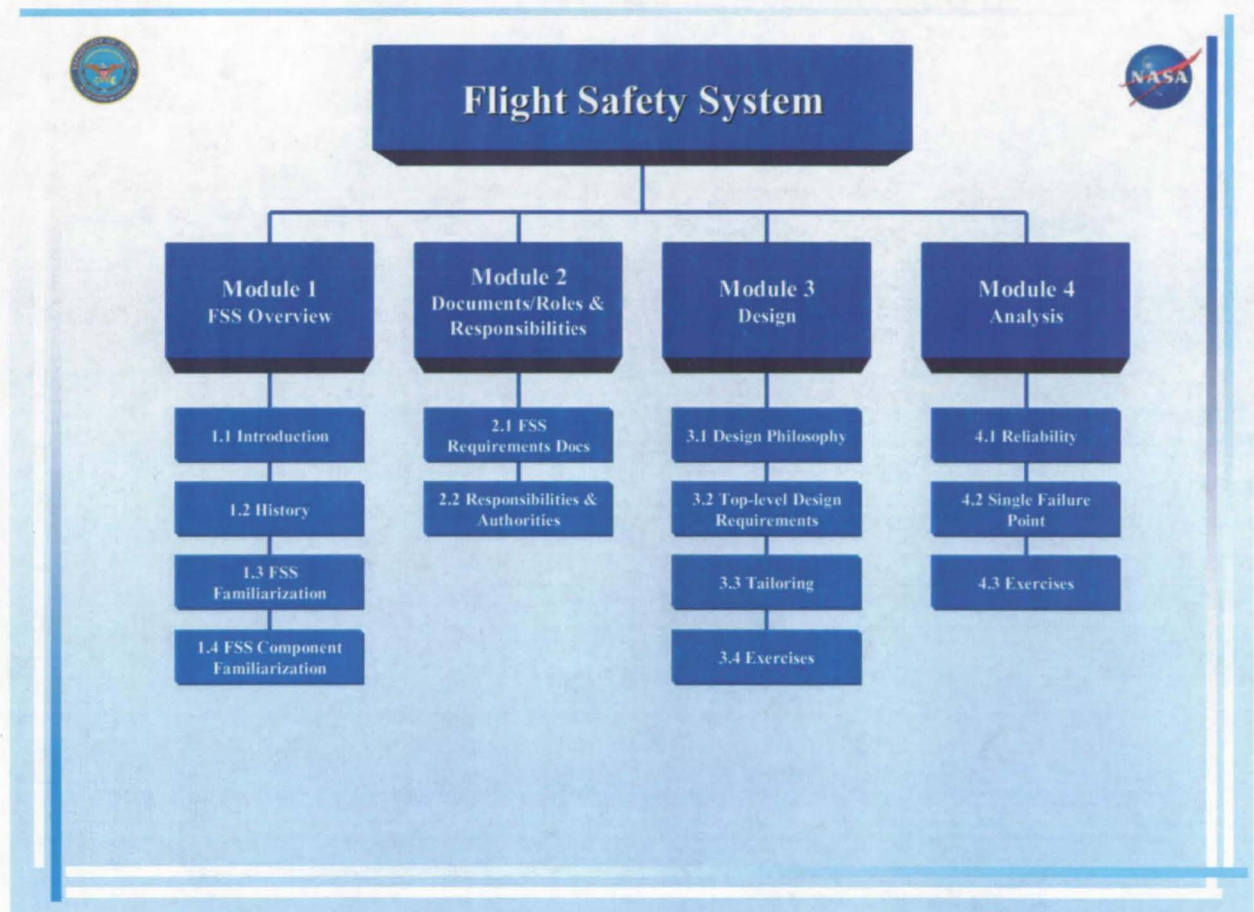 NASA
Flight Safety System
Module 1
FSS Overview
Module 2
Documents/Roles &
Responsibilities
Module 3
Design
Module 4
Analysis
1.1 Introduction
1.2 History
1.3 FSS
Familiarization
1.4 FSS Component
Familiarization
2.1 FSS
Requirements Docs
2.2 Responsibilities &
Authorities
3.1 Design Philosophy
3.2 Top-level Design
Requirements
3.3 Tailoring
3.4 Exercises
4.1 Reliability
4.2 Single Failure
Point
4.3 Exercises